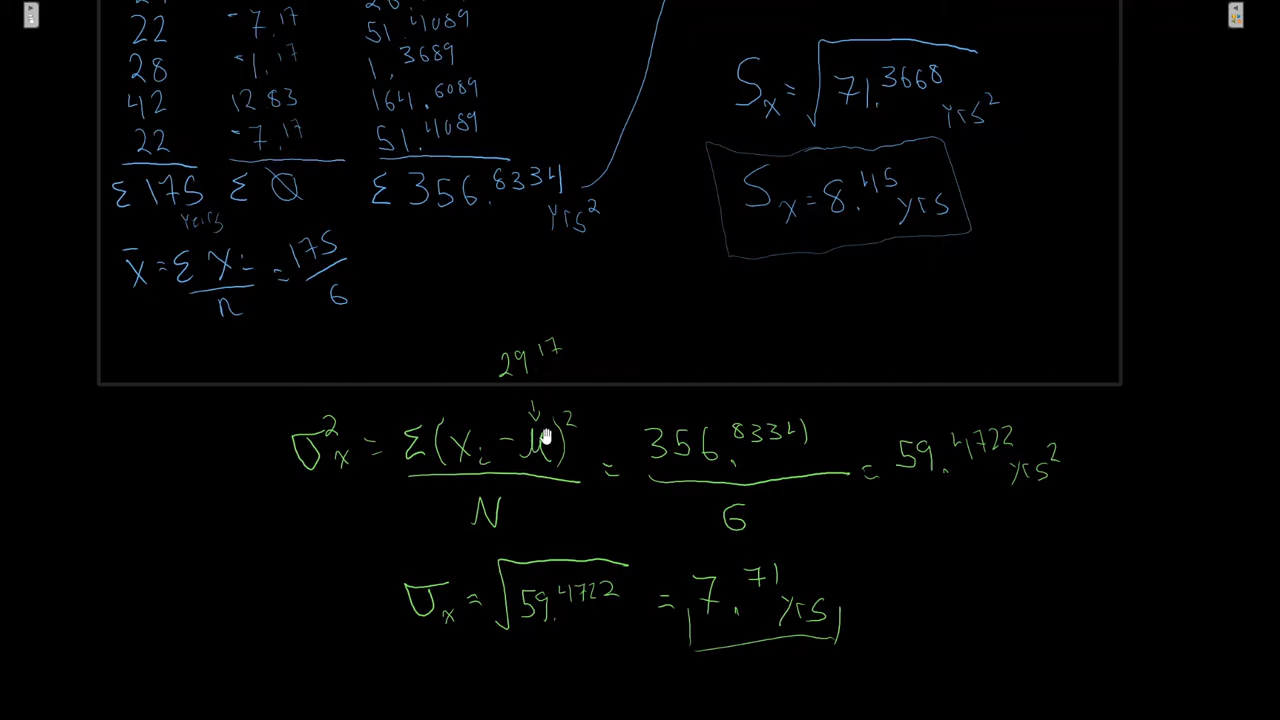 22 -7.17 51.4089
28 -1.17 1.3689
42 12.83 164.6089
22 -7.17 51.4089
Σ 175 Years Σ 0 Σ 356.8334 yrs²
x̄ = Σ xᵢ / n = 175 / 6
Sₓ = √71.3668 yrs²
Sₓ = 8.45 yrs
29.17
↓
σ²ₓ = Σ(xᵢ - μ)² / N = 356.8334 / 6 = 59.4722 yrs²
σₓ = √59.4722 = 7.71 yrs